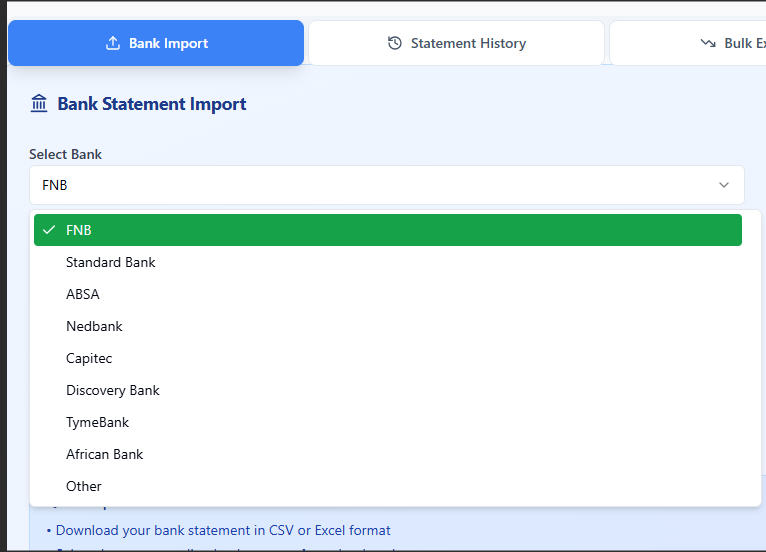 Bank Import
Statement History
Bulk Ex
Bank Statement Import
Select Bank
FNB
FNB
Standard Bank
ABSA
Nedbank
Capitec
Discovery Bank
TymeBank
African Bank
Other
• Download your bank statement in CSV or Excel format